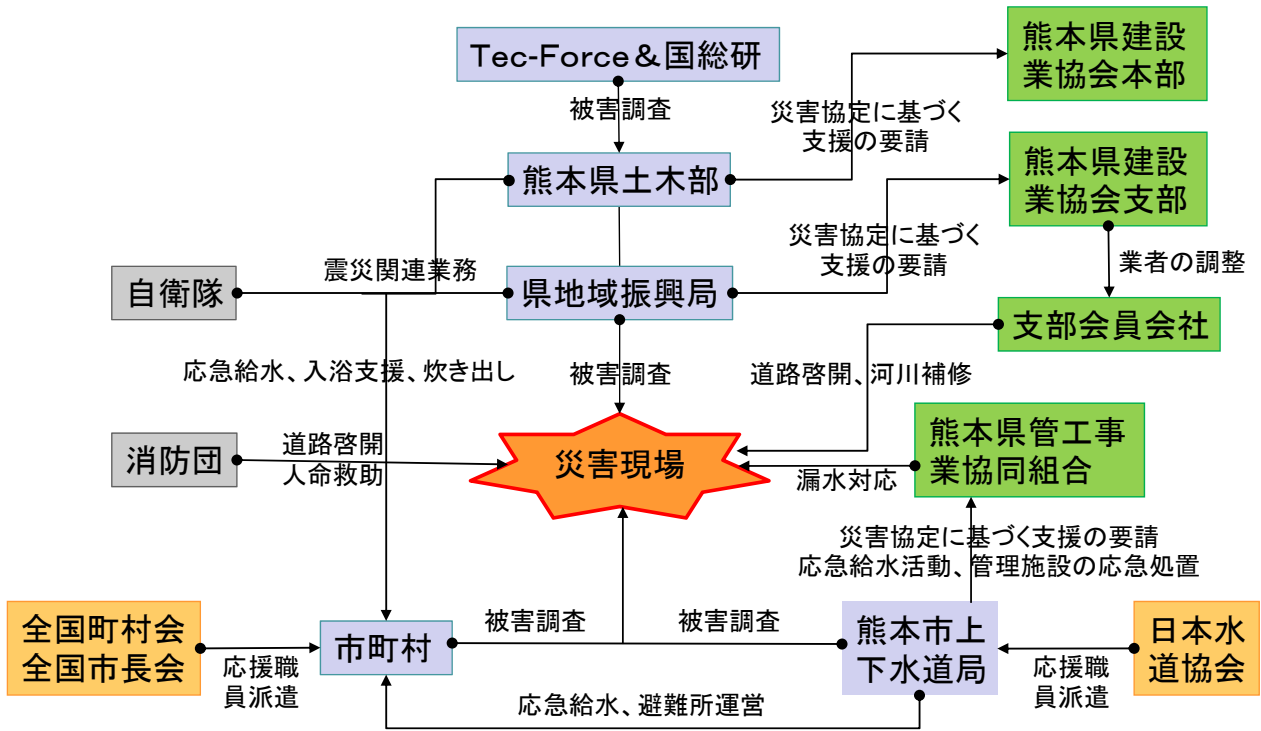 Tec-Force＆国総研
熊本県建設
業協会本部
被害調査
災害協定に基づく
支援の要請
熊本県土木部
熊本県建設
業協会支部
災害協定に基づく
支援の要請
業者の調整
自衛隊
震災関連業務
県地域振興局
支部会員会社
応急給水、入浴支援、炊き出し
被害調査
道路啓開、河川補修
消防団
道路啓開
人命救助
災害現場
熊本県管工事
業協同組合
漏水対応
災害協定に基づく支援の要請
応急給水活動、管理施設の応急処置
全国町村会
全国市長会
応援職
員派遣
市町村
被害調査
被害調査
熊本市上
下水道局
応援職
員派遣
日本水
道協会
応急給水、避難所運営